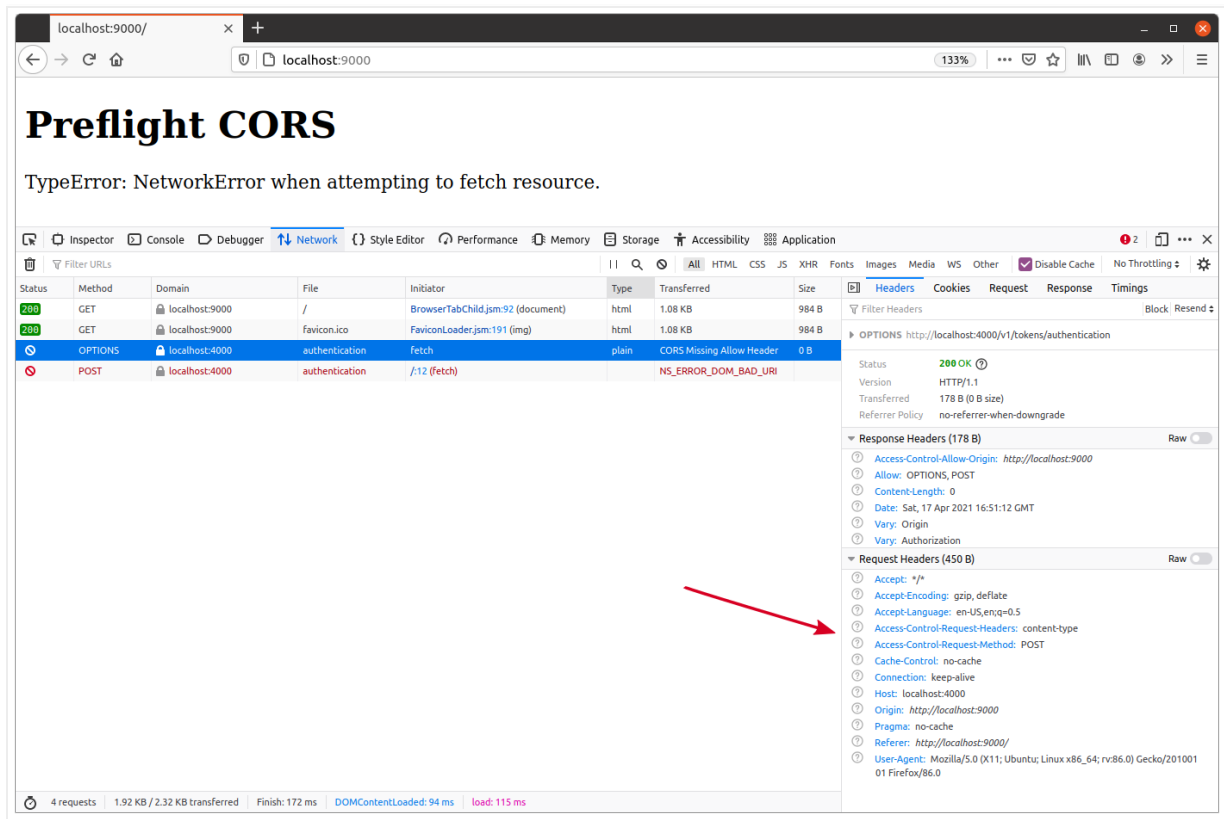 localhost:9000/
localhost:9000 133%
Preflight CORS
TypeError: NetworkError when attempting to fetch resource.
Inspector Console Debugger Network {} Style Editor Performance Memory Storage Accessibility Application 2
Filter URLs All HTML CSS JS XHR Fonts Images Media WS Other Disable Cache No Throttling
Status Method Domain File Initiator Type Transferred Size
200 GET localhost:9000 / BrowserTabChild.jsm:92 (document) html 1.08 KB 984 B
200 GET localhost:9000 favicon.ico FaviconLoader.jsm:191 (img) html 1.08 KB 984 B
OPTIONS localhost:4000 authentication fetch plain CORS Missing Allow Header 0 B
POST localhost:4000 authentication /:12 (fetch) NS_ERROR_DOM_BAD_URI
Headers Cookies Request Response Timings
Filter Headers Block Resend
OPTIONS http://localhost:4000/v1/tokens/authentication
Status 200 OK
Version HTTP/1.1
Transferred 178 B (0 B size)
Referrer Policy no-referrer-when-downgrade
Response Headers (178 B) Raw
Access-Control-Allow-Origin: http://localhost:9000
Allow: OPTIONS, POST
Content-Length: 0
Date: Sat, 17 Apr 2021 16:51:12 GMT
Vary: Origin
Vary: Authorization
Request Headers (450 B) Raw
Accept: */*
Accept-Encoding: gzip, deflate
Accept-Language: en-US,en;q=0.5
Access-Control-Request-Headers: content-type
Access-Control-Request-Method: POST
Cache-Control: no-cache
Connection: keep-alive
Host: localhost:4000
Origin: http://localhost:9000
Pragma: no-cache
Referer: http://localhost:9000/
User-Agent: Mozilla/5.0 (X11; Ubuntu; Linux x86_64; rv:86.0) Gecko/201001
01 Firefox/86.0
4 requests 1.92 KB / 2.32 KB transferred Finish: 172 ms DOMContentLoaded: 94 ms load: 115 ms